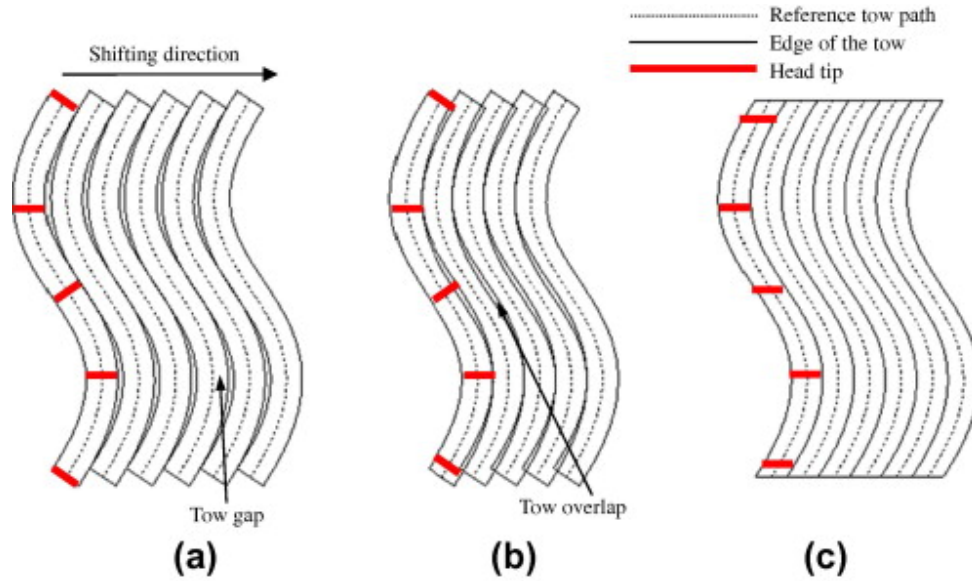 Shifting direction
Reference tow path
Edge of the tow
Head tip
Tow gap
Tow overlap
(a)
(b)
(c)